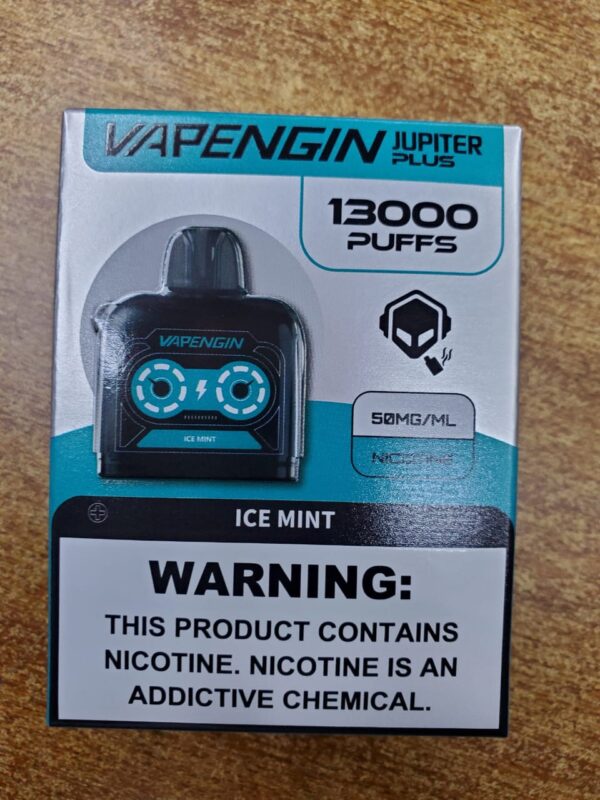 VAPENGIN JUPITER
PLUS
13000
PUFFS
VAPENGIN
ICE MINT
50MG/ML
NICOTINE
ICE MINT
WARNING:
THIS PRODUCT CONTAINS
NICOTINE. NICOTINE IS AN
ADDICTIVE CHEMICAL.